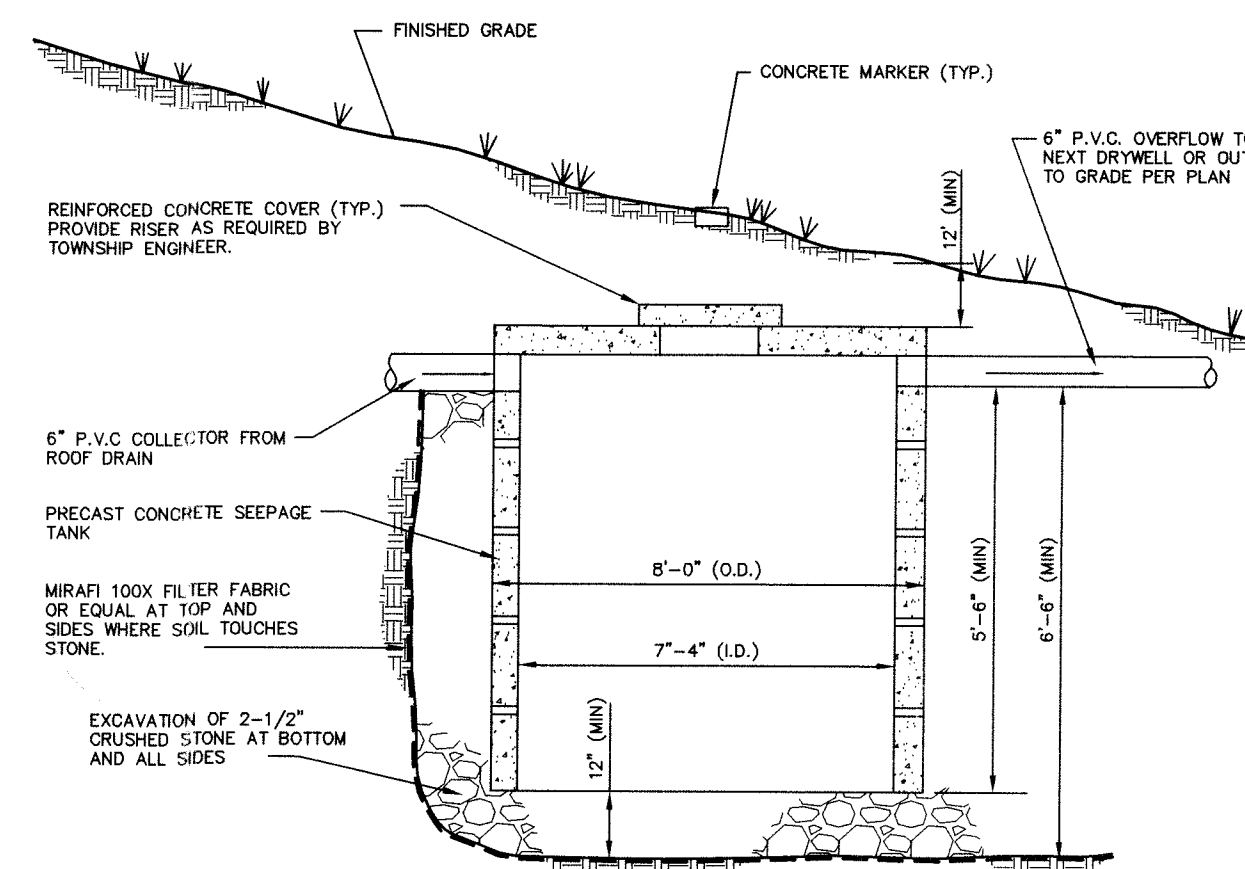 FINISHED GRADE
CONCRETE MARKER (TYP.)
6" P.V.C. OVERFLOW
NEXT DRYWELL OR
TO GRADE PER PLAN
12' (MIN)
REINFORCED CONCRETE COVER (TYP.)
PROVIDE RISER AS REQUIRED BY
TOWNSHIP ENGINEER.
6" P.V.C COLLECTOR FROM
ROOF DRAIN
PRECAST CONCRETE SEEPAGE
TANK
MIRAFI 100X FILTER FABRIC
OR EQUAL AT TOP AND
SIDES WHERE SOIL TOUCHES
STONE.
EXCAVATION OF 2-1/2"
CRUSHED STONE AT BOTTOM
AND ALL SIDES
8'-0" (O.D.)
7"-4" (I.D.)
12" (MIN)
5'-6" (MIN)
6'-6" (MIN)